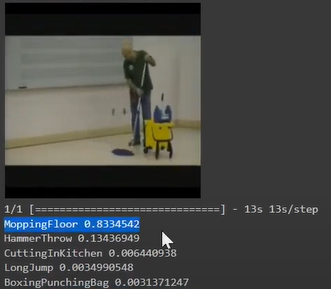 1/1 [==============================] - 13s 13s/step
MoppingFloor 0.8334542
HammerThrow 0.13436949
CuttingInKitchen 0.006440938
LongJump 0.0034990548
BoxingPunchingBag 0.0031371247